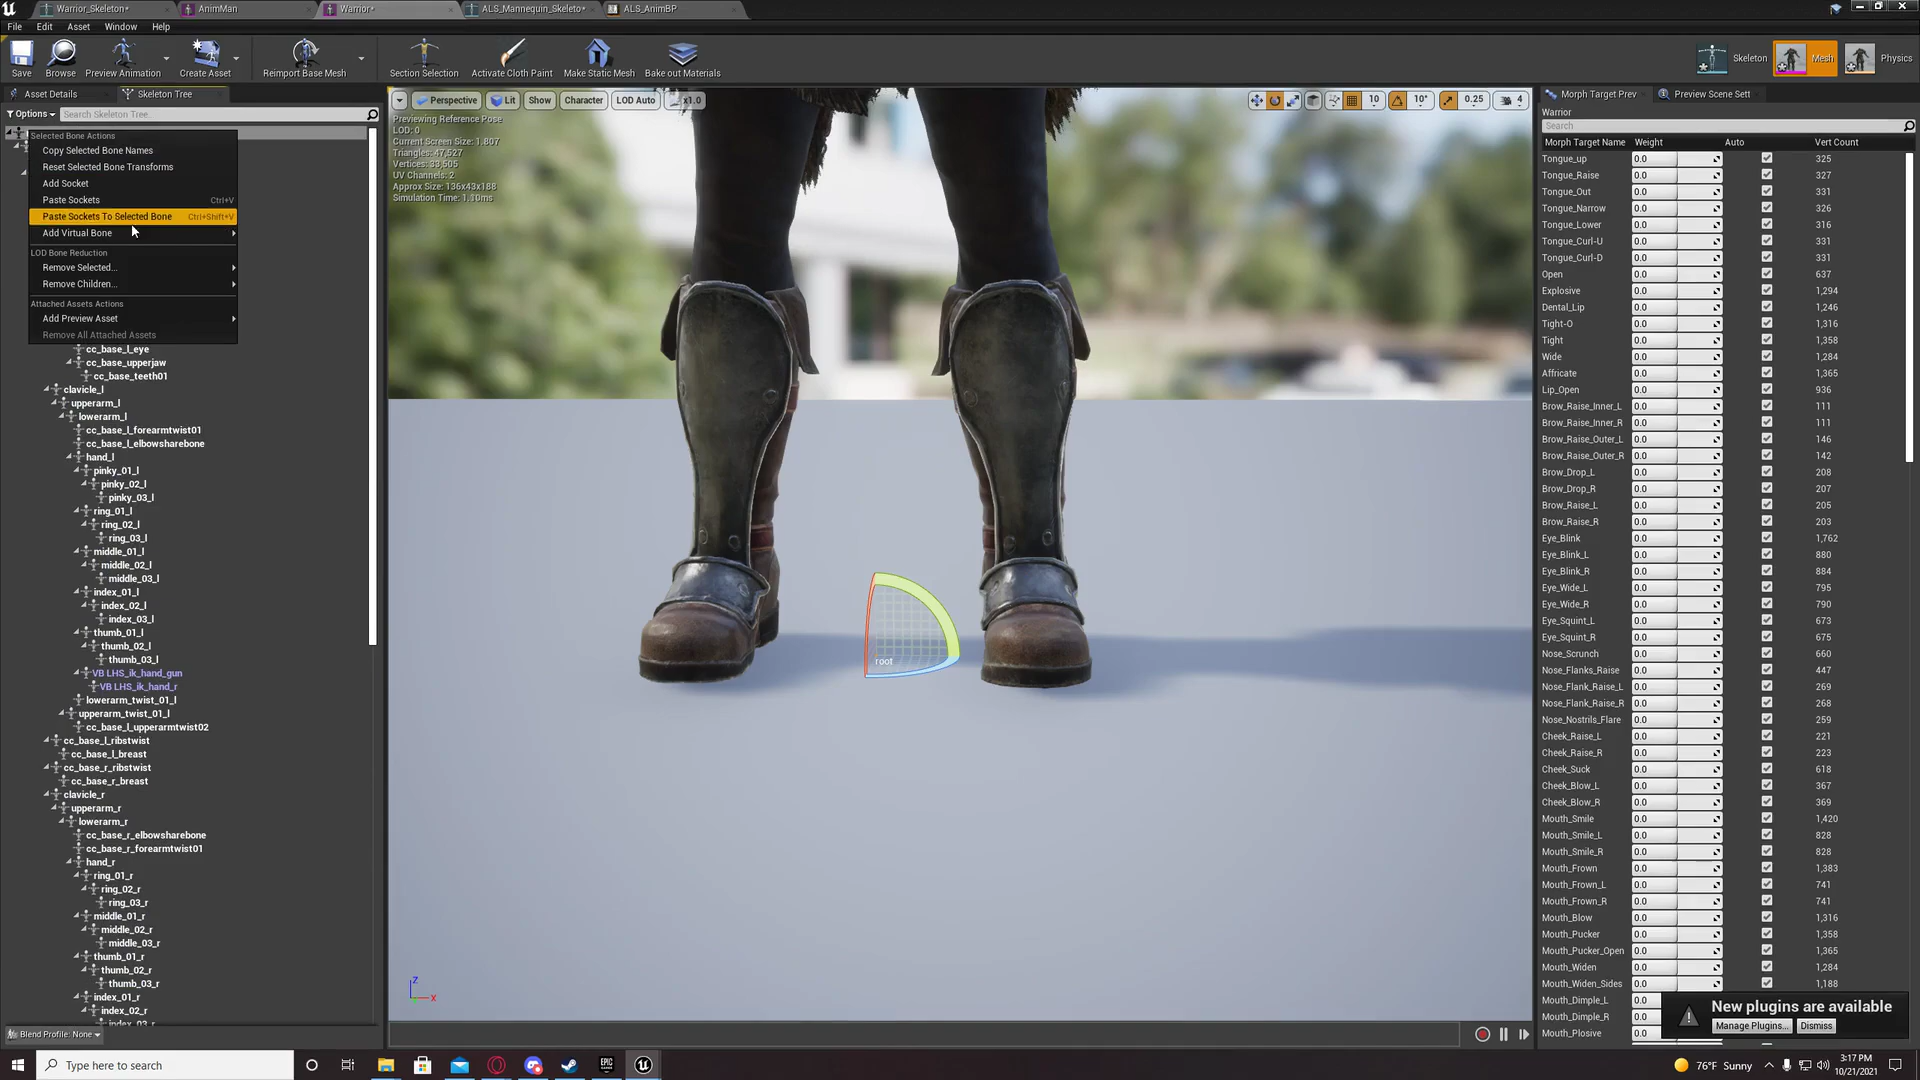 Warrior_Skeleton*
AnimMan
Warrior*
ALS_Mannequin_Skeleto*
ALS_AnimBP
File
Edit
Asset
Window
Help
Save
Browse
Preview Animation
Create Asset
Reimport Base Mesh
Section Selection
Activate Cloth Paint
Make Static Mesh
Bake out Materials
Skeleton
Mesh
Physics
Asset Details
Skeleton Tree
Options
Search Skeleton Tree...
Selected Bone Actions
Copy Selected Bone Names
Reset Selected Bone Transforms
Add Socket
Paste Sockets Ctrl+V
Paste Sockets To Selected Bone Ctrl+Shift+V
Add Virtual Bone
LOD Bone Reduction
Remove Selected...
Remove Children...
Attached Assets Actions
Add Preview Asset
Remove All Attached Assets
cc_base_l_eye
cc_base_upperjaw
cc_base_teeth01
clavicle_l
upperarm_l
lowerarm_l
cc_base_l_forearmtwist01
cc_base_l_elbowsharebone
hand_l
pinky_01_l
pinky_02_l
pinky_03_l
ring_01_l
ring_02_l
ring_03_l
middle_01_l
middle_02_l
middle_03_l
index_01_l
index_02_l
index_03_l
thumb_01_l
thumb_02_l
thumb_03_l
VB LHS_ik_hand_gun
VB LHS_ik_hand_r
lowerarm_twist_01_l
upperarm_twist_01_l
cc_base_l_upperarmtwist02
cc_base_l_ribstwist
cc_base_l_breast
cc_base_r_ribstwist
cc_base_r_breast
clavicle_r
upperarm_r
lowerarm_r
cc_base_r_elbowsharebone
cc_base_r_forearmtwist01
hand_r
ring_01_r
ring_02_r
ring_03_r
middle_01_r
middle_02_r
middle_03_r
thumb_01_r
thumb_02_r
thumb_03_r
index_01_r
index_02_r
index_03_r
Blend Profile: None
Perspective
Lit
Show
Character
LOD Auto
x1.0
10
10°
0.25
4
Previewing Reference Pose
LOD: 0
Current Screen Size: 1.807
Triangles: 47,527
Vertices: 33,505
UV Channels: 2
Approx Size: 136x43x188
root
Z
X
Morph Target Prev
Preview Scene Sett
Warrior
Search
Morph Target Name Weight Auto Vert Count
Tongue_up 0.0 325
Tongue_Raise 0.0 327
Tongue_Out 0.0 331
Tongue_Narrow 0.0 326
Tongue_Lower 0.0 316
Tongue_Curl-U 0.0 331
Tongue_Curl-D 0.0 331
Open 0.0 637
Explosive 0.0 1,294
Dental_Lip 0.0 1,246
Tight-O 0.0 1,316
Tight 0.0 1,358
Wide 0.0 1,284
Affricate 0.0 1,365
Lip_Open 0.0 936
Brow_Raise_Inner_L 0.0 111
Brow_Raise_Inner_R 0.0 111
Brow_Raise_Outer_L 0.0 146
Brow_Raise_Outer_R 0.0 142
Brow_Drop_L 0.0 208
Brow_Drop_R 0.0 207
Brow_Raise_L 0.0 205
Brow_Raise_R 0.0 203
Eye_Blink 0.0 1,762
Eye_Blink_L 0.0 880
Eye_Blink_R 0.0 884
Eye_Wide_L 0.0 795
Eye_Wide_R 0.0 790
Eye_Squint_L 0.0 673
Eye_Squint_R 0.0 675
Nose_Scrunch 0.0 660
Nose_Flanks_Raise 0.0 447
Nose_Flank_Raise_L 0.0 269
Nose_Flank_Raise_R 0.0 268
Nose_Nostrils_Flare 0.0 259
Cheek_Raise_L 0.0 221
Cheek_Raise_R 0.0 223
Cheek_Suck 0.0 618
Cheek_Blow_L 0.0 367
Cheek_Blow_R 0.0 369
Mouth_Smile 0.0 1,420
Mouth_Smile_L 0.0 828
Mouth_Smile_R 0.0 828
Mouth_Frown 0.0 1,383
Mouth_Frown_L 0.0 741
Mouth_Frown_R 0.0 741
Mouth_Blow 0.0 1,316
Mouth_Pucker 0.0 1,358
Mouth_Pucker_Open 0.0 1,365
Mouth_Widen 0.0 1,284
Mouth_Widen_Sides 0.0 1,188
Mouth_Dimple_L 0.0
Mouth_Dimple_R 0.0
Mouth_Plosive 0.0
New plugins are available
Manage Plugins...
Dismiss
Type here to search
EPIC GAMES
76°F Sunny
3:17 PM
10/21/2021